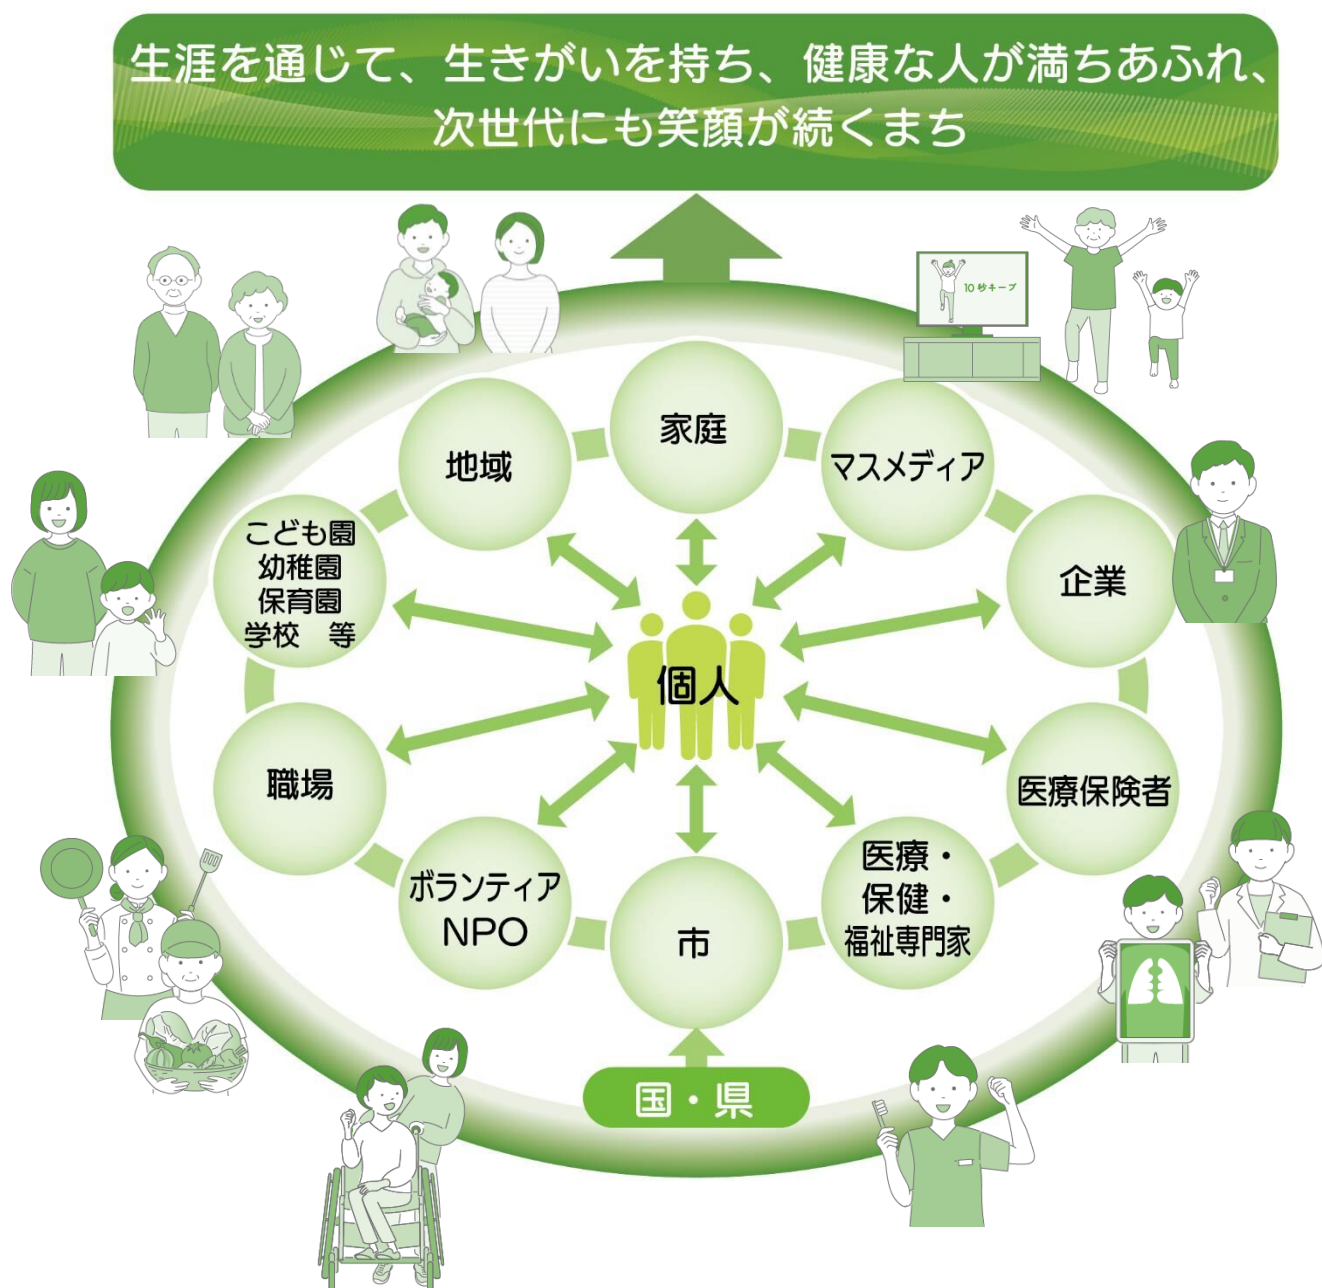 生涯を通じて、生きがいを持ち、健康な人が満ちあふれ、
次世代にも笑顔が続くまち
10秒キープ
家庭
地域
マスメディア
こども園
幼稚園
保育園
学校　等
企業
個人
職場
医療保険者
ボランティア
NPO
市
医療・
保健・
福祉専門家
国・県